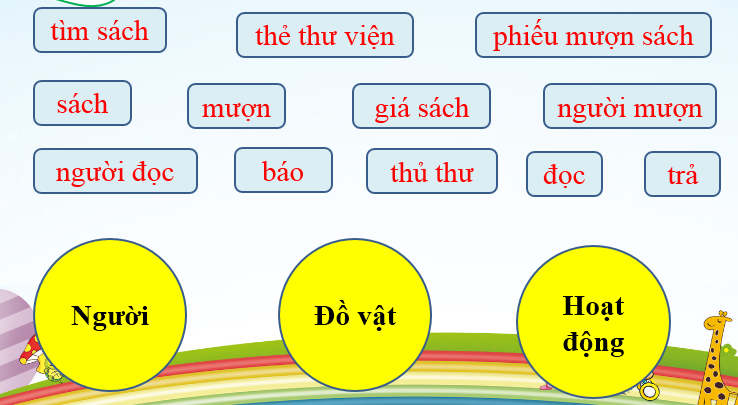 tìm sách
thẻ thư viện
phiếu mượn sách
sách
mượn
giá sách
người mượn
người đọc
báo
thủ thư
đọc
trả
Người
Đồ vật
Hoạt
động